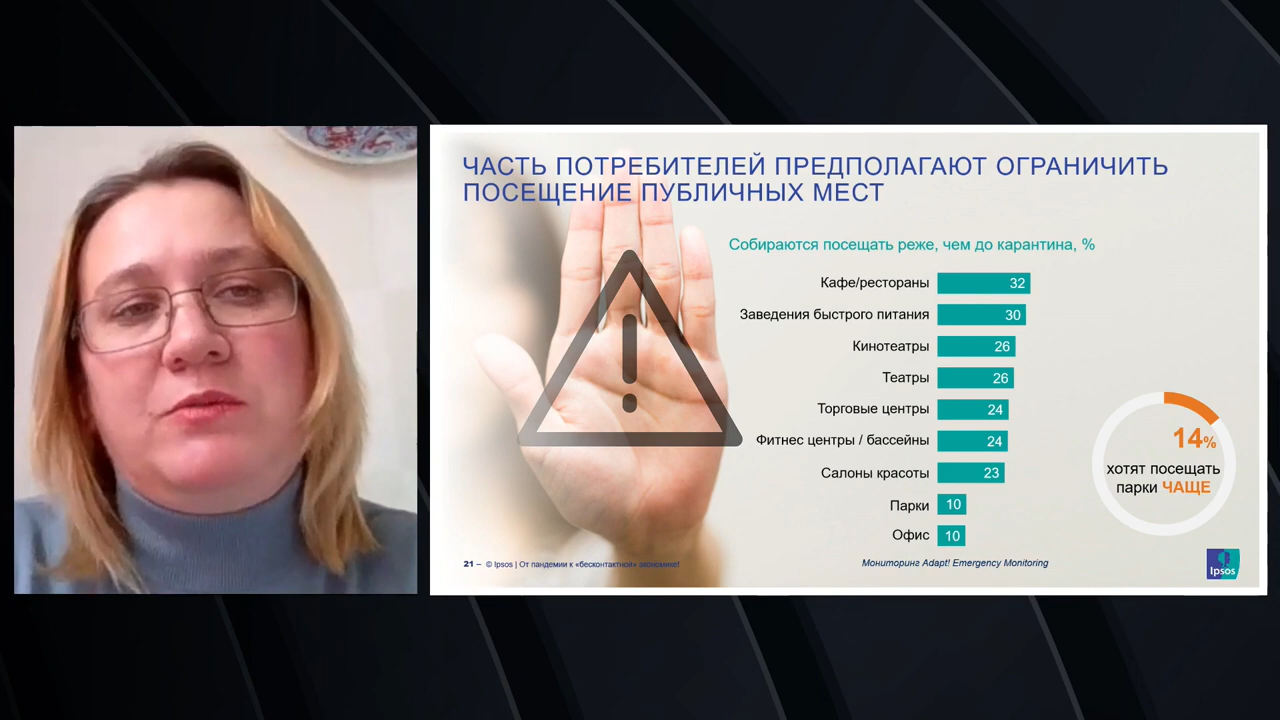 ЧАСТЬ ПОТРЕБИТЕЛЕЙ ПРЕДПОЛАГАЮТ ОГРАНИЧИТЬ
ПОСЕЩЕНИЕ ПУБЛИЧНЫХ МЕСТ
Собираются посещать реже, чем до карантина, %
Кафе/рестораны 32
Заведения быстрого питания 30
Кинотеатры 26
Театры 26
Торговые центры 24
Фитнес центры / бассейны 24
Салоны красоты 23
Парки 10
Офис 10
14%
хотят посещать
парки ЧАЩЕ
21 – © Ipsos | От пандемии к «бесконтактной» экономике!
Мониторинг Adapt! Emergency Monitoring
Ipsos